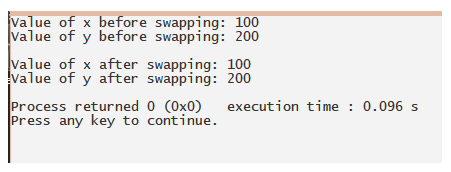 Value of x before swapping: 100
Value of y before swapping: 200
Value of x after swapping: 100
Value of y after swapping: 200
Process returned 0 (0x0)   execution time : 0.096 s
Press any key to continue.